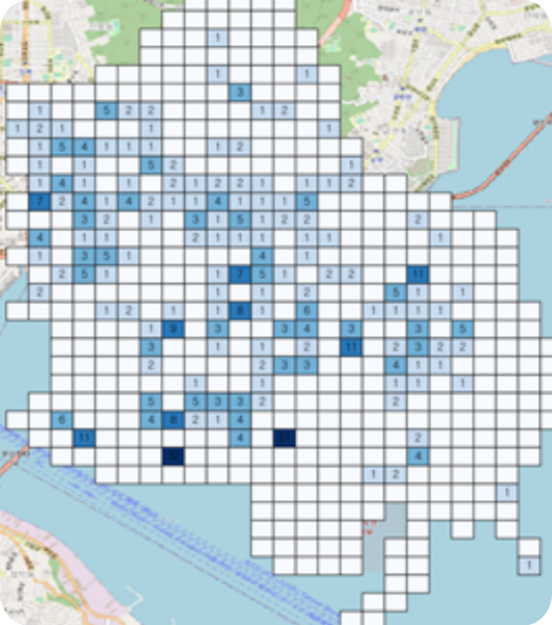 1
1 1
3
1 5 2 2 1 2
1 2 1 1 1
1 5 4 1 1 1 1 2
1 1 5 2 1
1 4 1 1 2 1 2 2 1 1 1 2
7 2 4 1 4 2 1 1 4 1 1 1 5
3 2 1 3 1 5 1 2 2 2
4 1 1 2 1 1 1 1 1 1
1 3 5 1 4 1
2 5 1 1 7 5 1 2 2 11
2 1 1 2 5 1 1
1 2 1 1 8 1 6 1 1 1 1
1 9 3 3 4 3 3 5
3 1 1 2 11 2 3 2 2
2 2 3 3 4 1 1
1 1 1 1 1
5 5 3 3 2 2
6 4 8 2 1 4
11 4 2
4
1 2
1
1